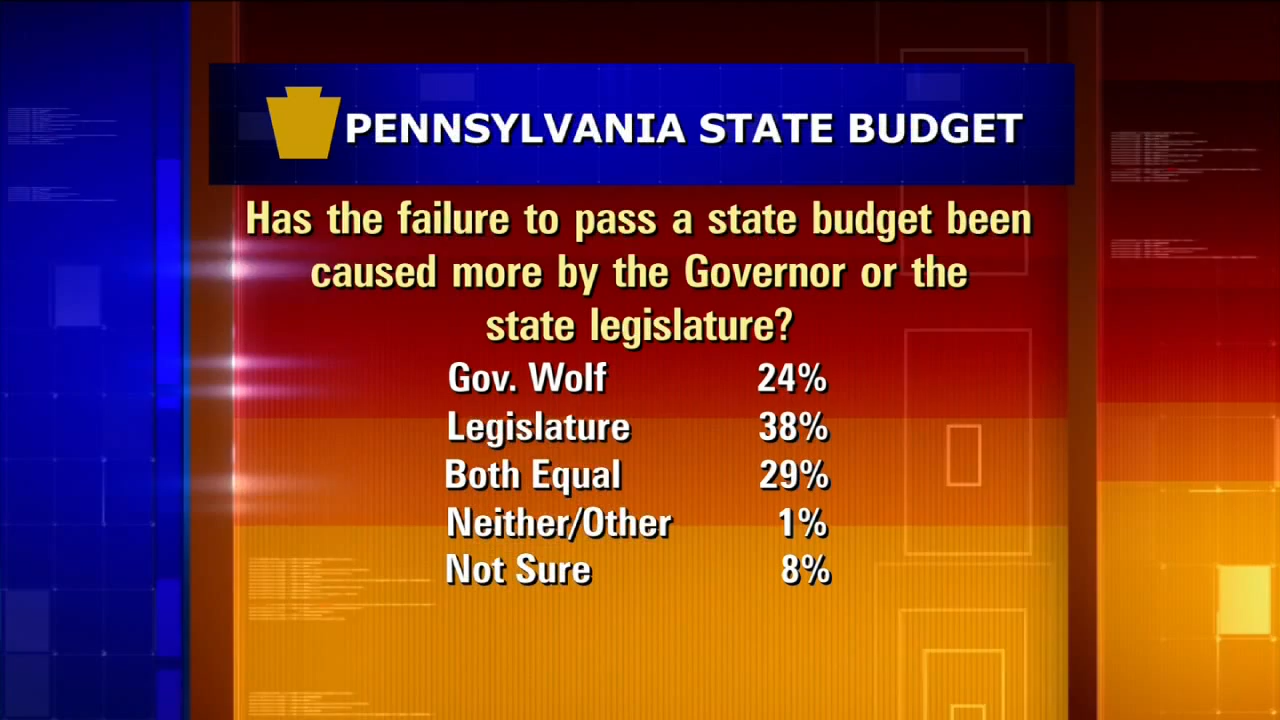 PENNSYLVANIA STATE BUDGET
Has the failure to pass a state budget been
caused more by the Governor or the
state legislature?
Gov. Wolf 24%
Legislature 38%
Both Equal 29%
Neither/Other 1%
Not Sure 8%